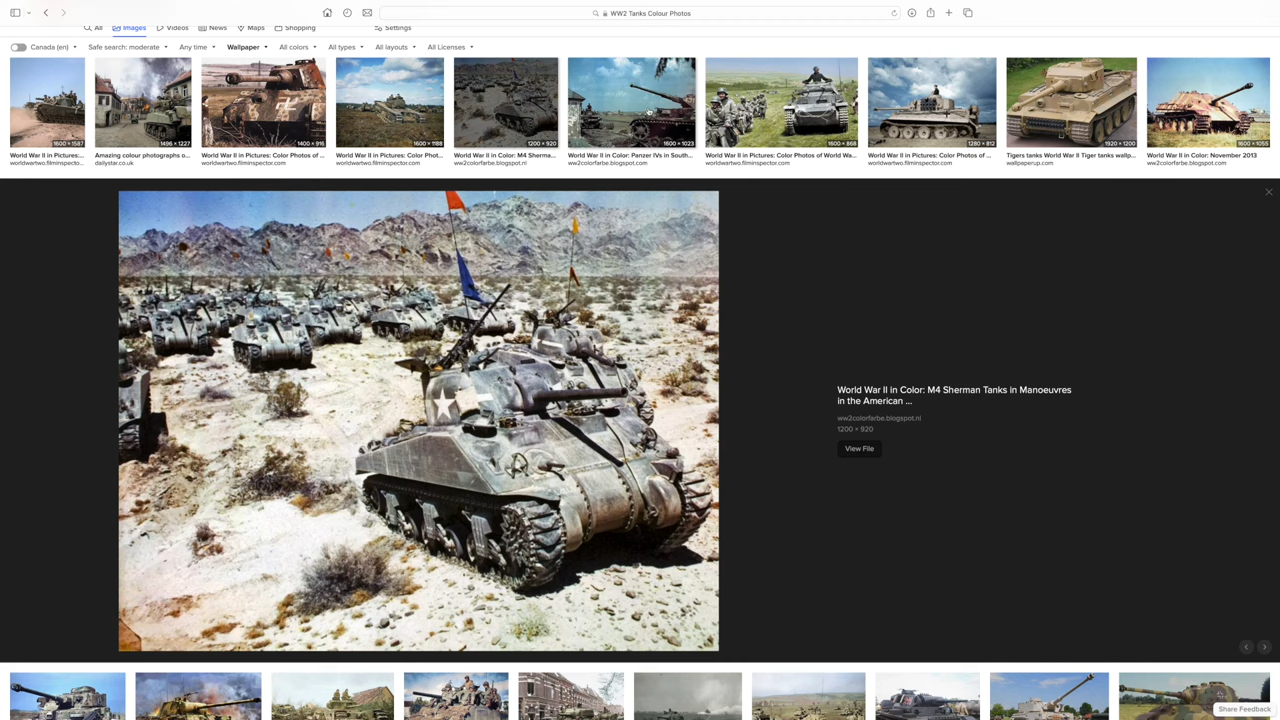 WW2 Tanks Colour Photos
All
Images
Videos
News
Maps
Shopping
Settings
Canada (en)
Safe search: moderate
Any time
Wallpaper
All colors
All types
All layouts
All Licenses
1600 × 1587
1496 × 1227
1400 × 916
1600 × 1188
1200 × 920
1600 × 1023
1600 × 868
1280 × 812
1920 × 1200
1600 × 1055
World War II in Pictures:...
worldwartwo.filminspecto...
Amazing colour photographs o...
dailystar.co.uk
World War II in Pictures: Color Photos of ...
worldwartwo.filminspector.com
World War II in Pictures: Color Phot...
worldwartwo.filminspector.com
World War II in Color: M4 Sherma...
ww2colorfarbe.blogspot.nl
World War II in Color: Panzer IVs in South...
ww2colorfarbe.blogspot.com
World War II in Pictures: Color Photos of World Wa...
worldwartwo.filminspector.com
World War II in Pictures: Color Photos of ...
worldwartwo.filminspector.com
Tigers tanks World War II Tiger tanks wallp...
wallpaperup.com
World War II in Color: November 2013
ww2colorfarbe.blogspot.com
World War II in Color: M4 Sherman Tanks in Manoeuvres
in the American ...
ww2colorfarbe.blogspot.nl
1200 × 920
View File
Share Feedback